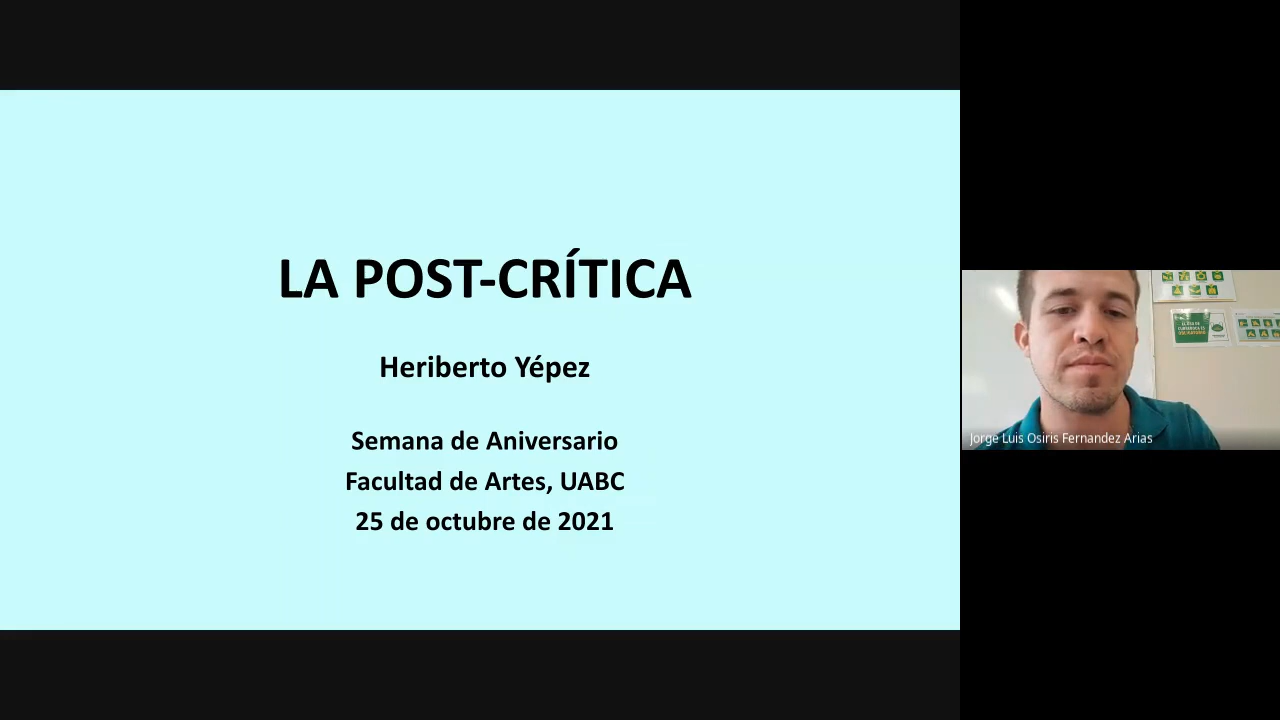 LA POST-CRÍTICA
Heriberto Yépez
Semana de Aniversario
Facultad de Artes, UABC
25 de octubre de 2021
Jorge Luis Osiris Fernandez Arias